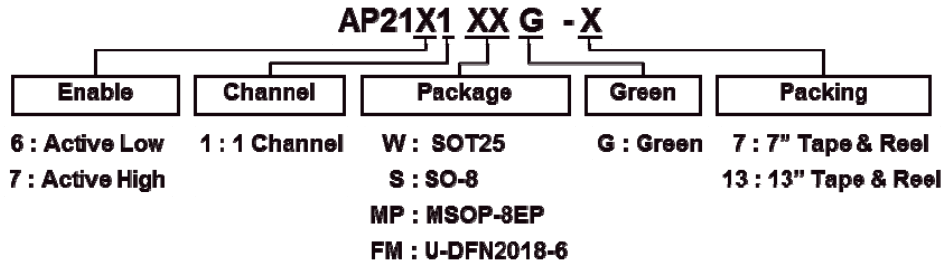 AP21X1 XX G - X
Enable Channel Package Green Packing
6 : Active Low 1 : 1 Channel W : SOT25 G : Green 7 : 7” Tape & Reel
7 : Active High S : SO-8 13 : 13” Tape & Reel
MP : MSOP-8EP
FM : U-DFN2018-6